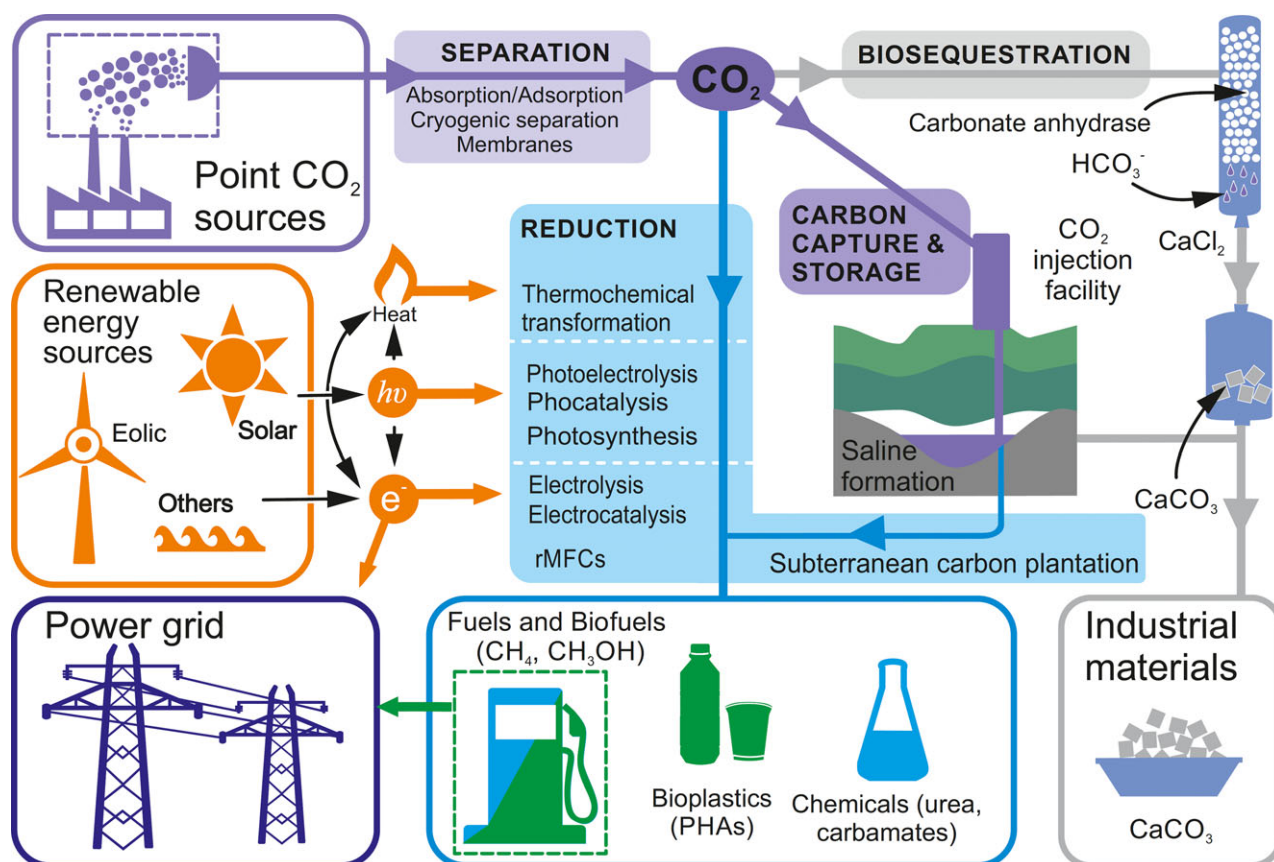 Point CO₂
sources
SEPARATION
Absorption/Adsorption
Cryogenic separation
Membranes
CO₂
BIOSEQUESTRATION
Carbonate anhydrase
HCO₃⁻
CaCl₂
CO₂
injection
facility
CARBON
CAPTURE &
STORAGE
Saline
formation
CaCO₃
Renewable
energy
sources
Solar
Eolic
Others
Heat
hυ
e⁻
REDUCTION
Thermochemical
transformation
Photoelectrolysis
Phocatalysis
Photosynthesis
Electrolysis
Electrocatalysis
rMFCs
Subterranean carbon plantation
Power grid
Fuels and Biofuels
(CH₄, CH₃OH)
Bioplastics
(PHAs)
Chemicals (urea,
carbamates)
Industrial
materials
CaCO₃